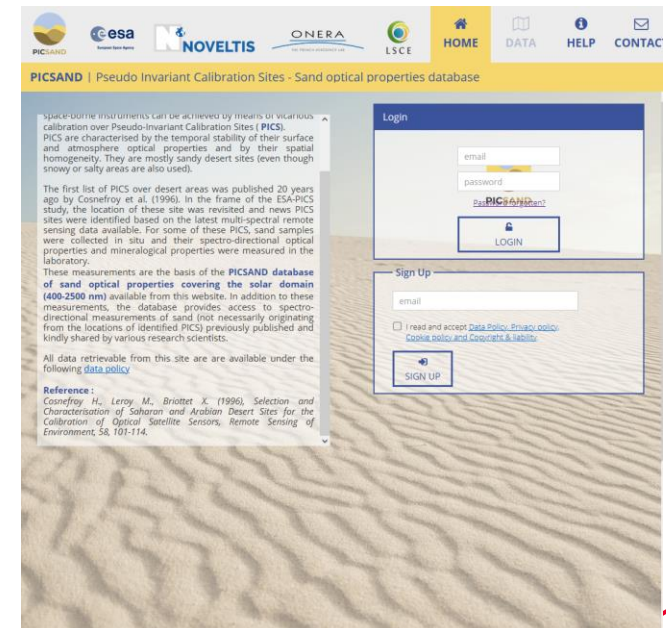 PICSAND
esa
European Space Agency
NOVELTIS
ONERA
THE FRENCH AEROSPACE LAB
LSCE
HOME
DATA
HELP
CONTAC
PICSAND | Pseudo Invariant Calibration Sites - Sand optical properties database
space-borne instruments can be achieved by means of vicarious
calibration over Pseudo-Invariant Calibration Sites ( PICS).
PICS are characterised by the temporal stability of their surface
and atmosphere optical properties and by their spatial
homogeneity. They are mostly sandy desert sites (even though
snowy or salty areas are also used).
The first list of PICS over desert areas was published 20 years
ago by Cosnefroy et al. (1996). In the frame of the ESA-PICS
study, the location of these site was revisited and news PICS
sites were identified based on the latest multi-spectral remote
sensing data available. For some of these PICS, sand samples
were collected in situ and their spectro-directional optical
properties and mineralogical properties were measured in the
laboratory.
These measurements are the basis of the PICSAND database
of sand optical properties covering the solar domain
(400-2500 nm) available from this website. In addition to these
measurements, the database provides access to spectro-
directional measurements of sand (not necessarily originating
from the locations of identified PICS) previously published and
kindly shared by various research scientists.
All data retrievable from this site are are available under the
following data policy
Reference :
Cosnefroy H., Leroy M., Briottet X. (1996), Selection and
Characterisation of Saharan and Arabian Desert Sites for the
Calibration of Optical Satellite Sensors, Remote Sensing of
Environment, 58, 101-114.
Login
email
password
PICSAND
Password forgotten?
LOGIN
Sign Up
email
I read and accept Data Policy, Privacy policy,
Cookie policy and Copyright & liability.
SIGN UP